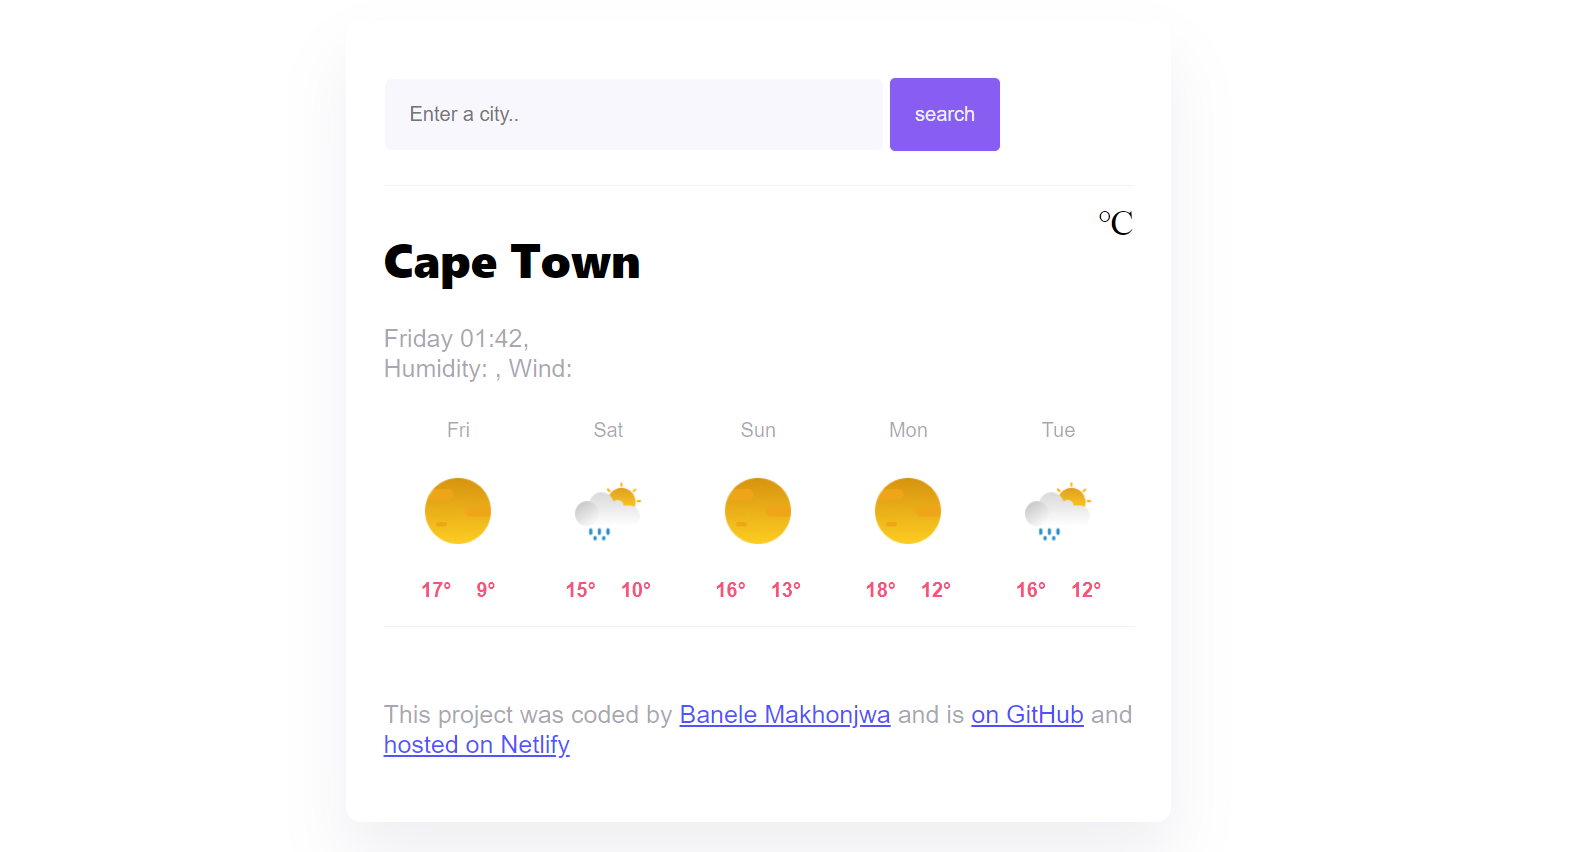 Enter a city..
search
°C
Cape Town
Friday 01:42,
Humidity: , Wind:
Fri Sat Sun Mon Tue
17° 9° 15° 10° 16° 13° 18° 12° 16° 12°
This project was coded by Banele Makhonjwa and is on GitHub and
hosted on Netlify